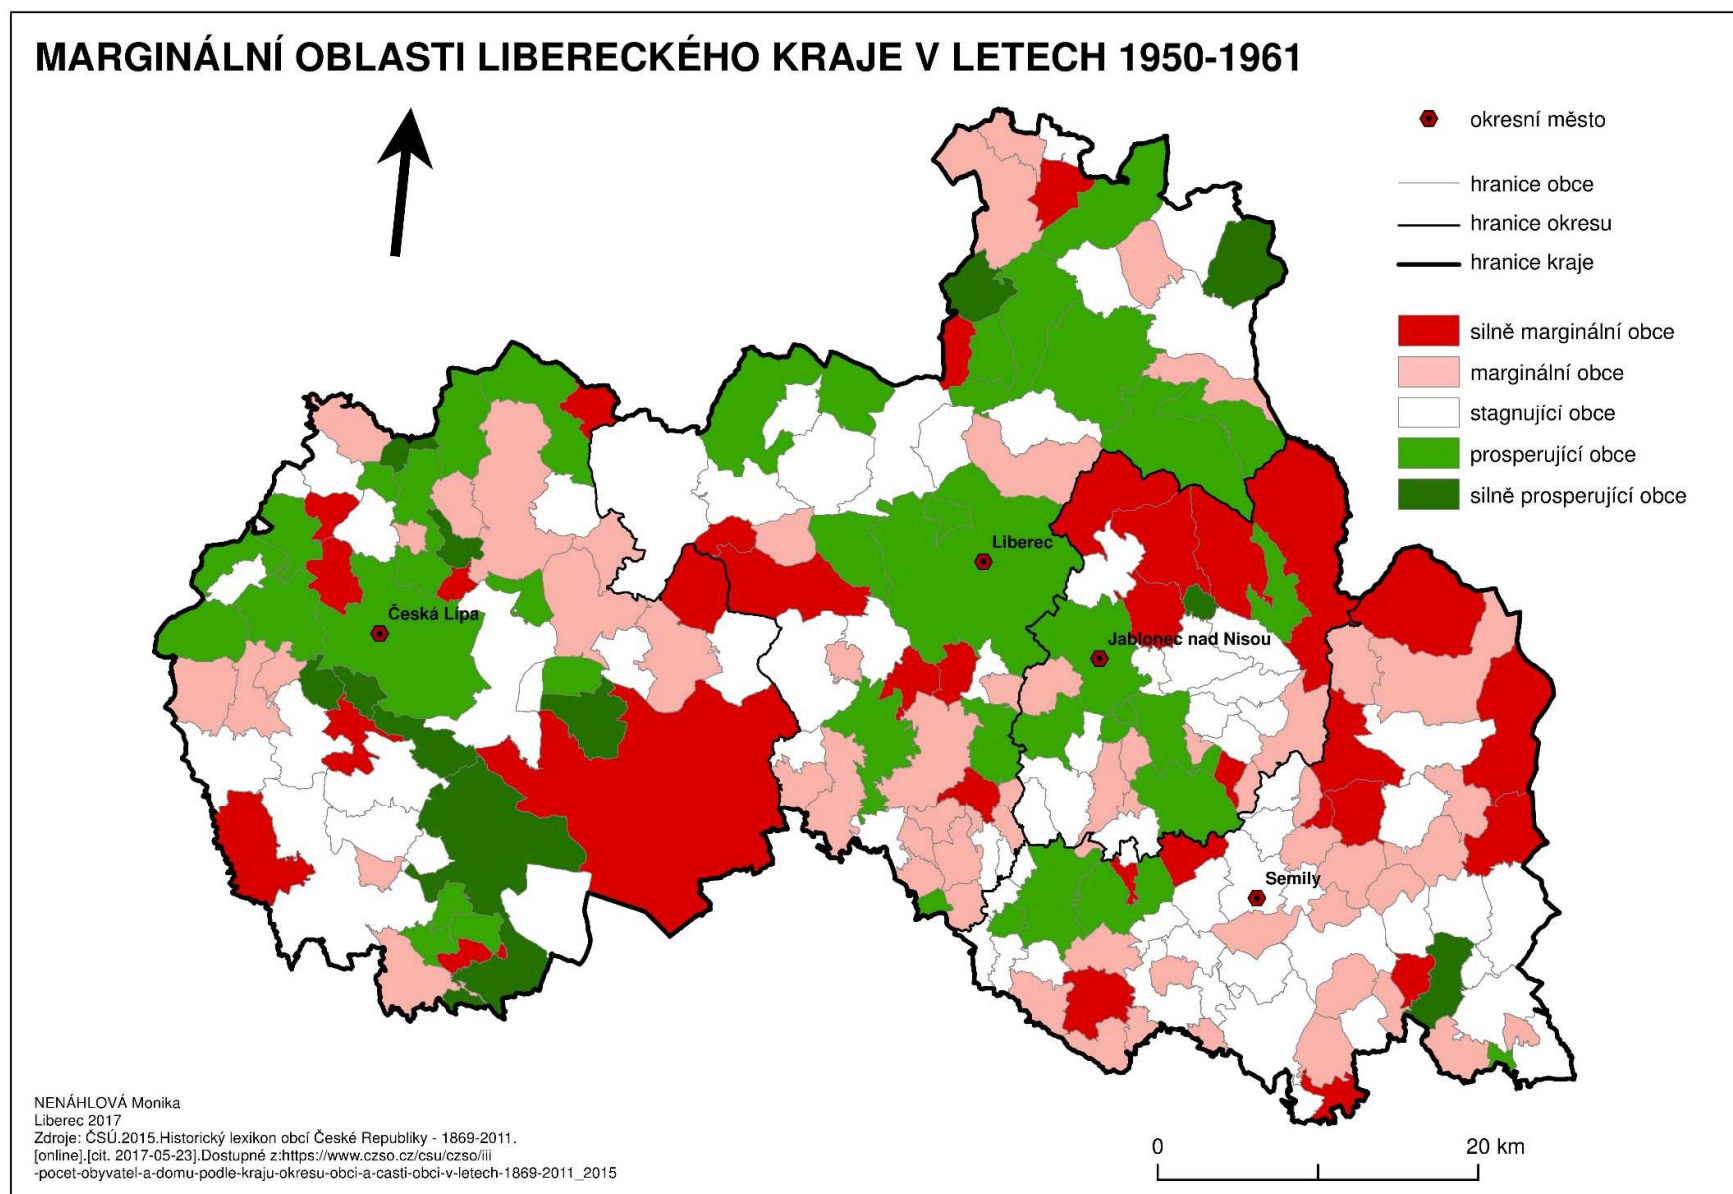 MARGINÁLNÍ OBLASTI LIBERECKÉHO KRAJE V LETECH 1950-1961
okresní město
hranice obce
hranice okresu
hranice kraje
silně marginální obce
marginální obce
stagnující obce
prosperující obce
silně prosperující obce
Liberec
Česká Lípa
Jablonec nad Nisou
Semily
NENÁHLOVÁ Monika
Liberec 2017
Zdroje: ČSÚ.2015.Historický lexikon obcí České Republiky - 1869-2011.
[online].[cit. 2017-05-23].Dostupné z:https://www.czso.cz/csu/czso/iii
-pocet-obyvatel-a-domu-podle-kraju-okresu-obci-a-casti-obci-v-letech-1869-2011_2015
0 20 km